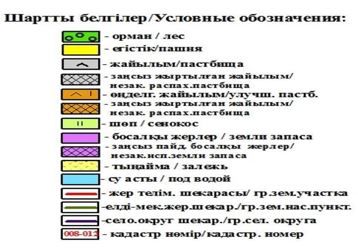 Шартты белгілер/Условные обозначения:
- орман / лес
- егістік/пашня
- жайылым/пастбища
- заңсыз жыртылған жайылым/
незак. распах.пастбища
- өңделг. жайылым/улучш. пастб.
- заңсыз жыртылған жайылым/
незак. распах.пастбища
- шөп / сенокос
- босалқы жерлер / земли запаса
- заңсыз пайд. босалқы жерлер/
незак.исп.земли запаса
- тыңайма / залежь
- су асты / под водой
- жер телім. шекарасы/ гр.зем.участка
-елді-мек.жер.шекар./гр.зем.нас.пункт.
-село.округ шекар./гр.сел. округа
008-012 - кадастр нөмір/кадастр. номер